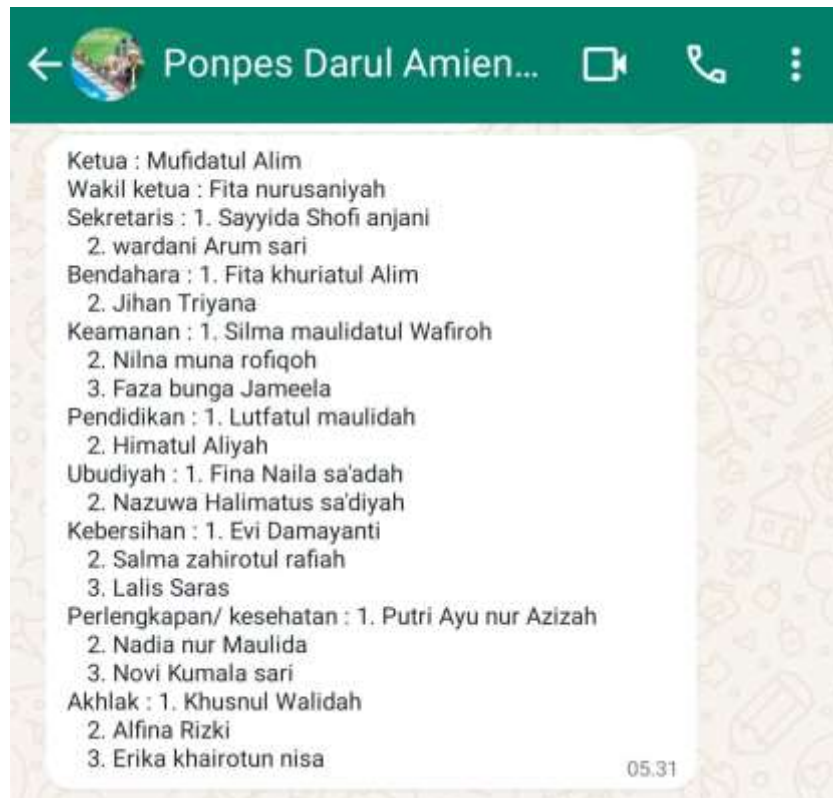 Ponpes Darul Amien...
Ketua : Mufidatul Alim
Wakil ketua : Fita nurusaniyah
Sekretaris : 1. Sayyida Shofi anjani
2. wardani Arum sari
Bendahara : 1. Fita khuriatul Alim
2. Jihan Triyana
Keamanan : 1. Silma maulidatul Wafiroh
2. Nilna muna rofiqoh
3. Faza bunga Jameela
Pendidikan : 1. Lutfatul maulidah
2. Himatul Aliyah
Ubudiyah : 1. Fina Naila sa'adah
2. Nazuwa Halimatus sa'diyah
Kebersihan : 1. Evi Damayanti
2. Salma zahirotul rafiah
3. Lalis Saras
Perlengkapan/ kesehatan : 1. Putri Ayu nur Azizah
2. Nadia nur Maulida
3. Novi Kumala sari
Akhlak : 1. Khusnul Walidah
2. Alfina Rizki
3. Erika khairotun nisa
05.31